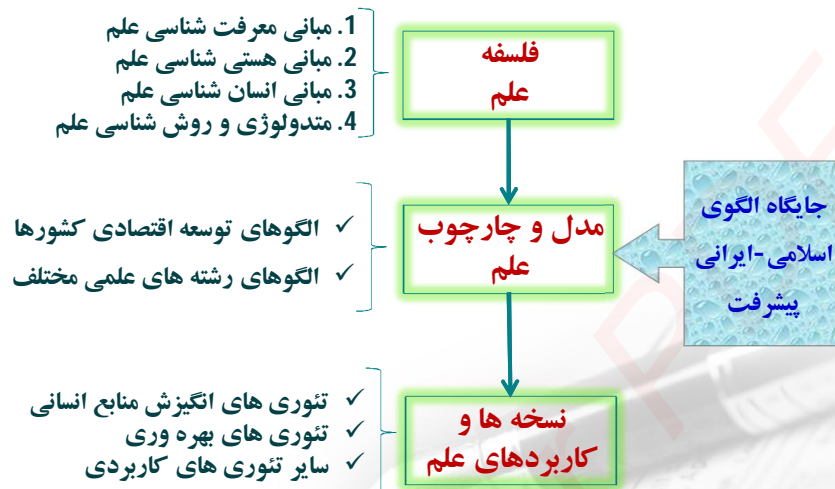 1. مبانی معرفت شناسی علم
2. مبانی هستی شناسی علم
3. مبانی انسان شناسی علم
4. متدولوژی و روش شناسی علم
فلسفه
علم
✓ الگوهای توسعه اقتصادی کشورها
✓ الگوهای رشته های علمی مختلف
مدل و چارچوب
علم
جایگاه الگوی
اسلامی-ایرانی
پیشرفت
✓ تئوری های انگیزش منابع انسانی
✓ تئوری های بهره وری
✓ سایر تئوری های کاربردی
نسخه ها و
کاربردهای علم